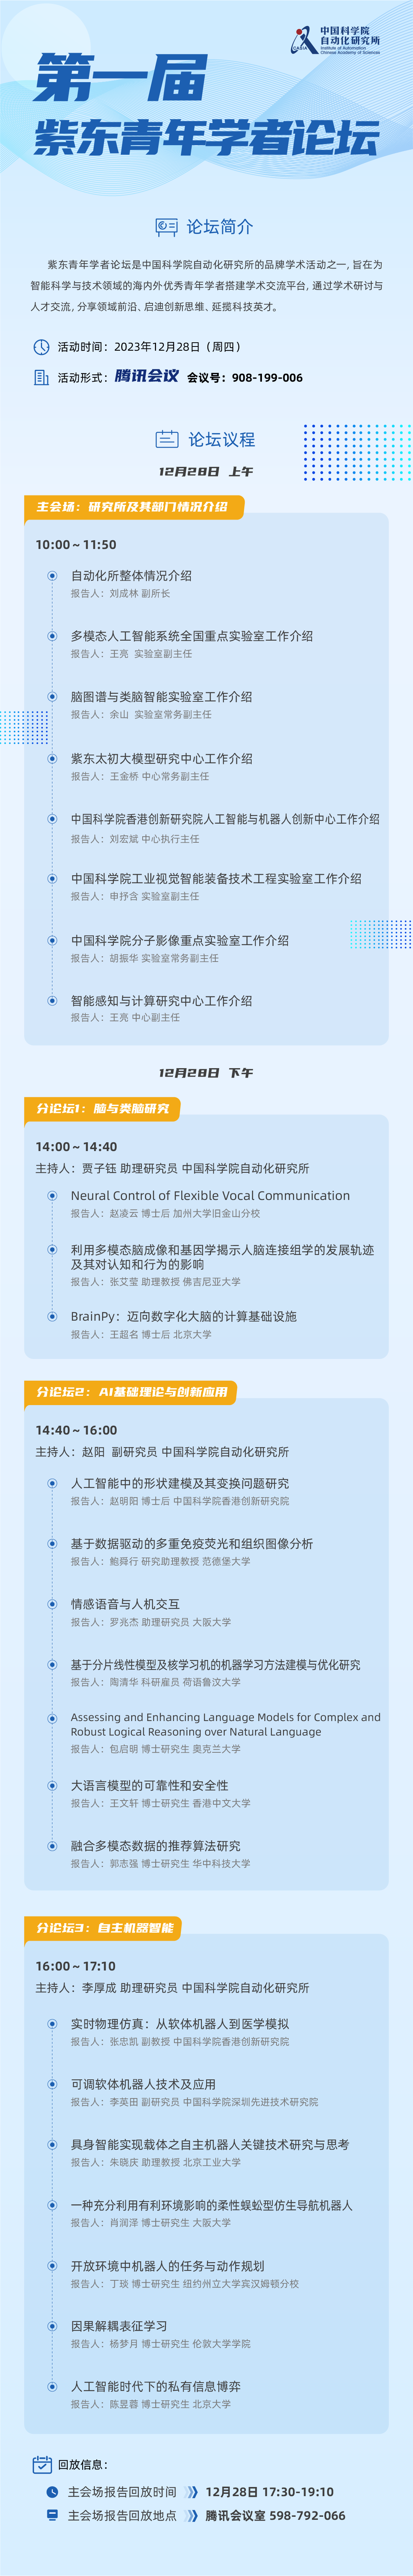 中国科学院
自动化研究所
CASIA
Institute of Automation
Chinese Academy of Sciences
第一届
紫东青年学者论坛
论坛简介
紫东青年学者论坛是中国科学院自动化研究所的品牌学术活动之一，旨在为
智能科学与技术领域的海内外优秀青年学者搭建学术交流平台，通过学术研讨与
人才交流，分享领域前沿、启迪创新思维、延揽科技英才。
活动时间：2023年12月28日（周四）
活动形式：腾讯会议 会议号：908-199-006
论坛议程
12月28日 上午
主会场：研究所及其部门情况介绍
10:00～11:50
自动化所整体情况介绍
报告人：刘成林 副所长
多模态人工智能系统全国重点实验室工作介绍
报告人：王亮 实验室副主任
脑图谱与类脑智能实验室工作介绍
报告人：余山 实验室常务副主任
紫东太初大模型研究中心工作介绍
报告人：王金桥 中心常务副主任
中国科学院香港创新研究院人工智能与机器人创新中心工作介绍
报告人：刘宏斌 中心执行主任
中国科学院工业视觉智能装备技术工程实验室工作介绍
报告人：申抒含 实验室副主任
中国科学院分子影像重点实验室工作介绍
报告人：胡振华 实验室常务副主任
智能感知与计算研究中心工作介绍
报告人：王亮 中心副主任
12月28日 下午
分论坛1：脑与类脑研究
14:00～14:40
主持人：贾子钰 助理研究员 中国科学院自动化研究所
Neural Control of Flexible Vocal Communication
报告人：赵凌云 博士后 加州大学旧金山分校
利用多模态脑成像和基因学揭示人脑连接组学的发展轨迹
及其对认知和行为的影响
报告人：张艾莹 助理教授 佛吉尼亚大学
BrainPy：迈向数字化大脑的计算基础设施
报告人：王超名 博士后 北京大学
分论坛2：AI基础理论与创新应用
14:40～16:00
主持人：赵阳 副研究员 中国科学院自动化研究所
人工智能中的形状建模及其变换问题研究
报告人：赵明阳 博士后 中国科学院香港创新研究院
基于数据驱动的多重免疫荧光和组织图像分析
报告人：鲍舜行 研究助理教授 范德堡大学
情感语音与人机交互
报告人：罗兆杰 助理研究员 大阪大学
基于分片线性模型及核学习机的机器学习方法建模与优化研究
报告人：陶清华 科研雇员 荷语鲁汶大学
Assessing and Enhancing Language Models for Complex and
Robust Logical Reasoning over Natural Language
报告人：包启明 博士研究生 奥克兰大学
大语言模型的可靠性和安全性
报告人：王文轩 博士研究生 香港中文大学
融合多模态数据的推荐算法研究
报告人：郭志强 博士研究生 华中科技大学
分论坛3：自主机器智能
16:00～17:10
主持人：李厚成 助理研究员 中国科学院自动化研究所
实时物理仿真：从软体机器人到医学模拟
报告人：张忠凯 副教授 中国科学院香港创新研究院
可调软体机器人技术及应用
报告人：李英田 副研究员 中国科学院深圳先进技术研究院
具身智能实现载体之自主机器人关键技术研究与思考
报告人：朱晓庆 助理教授 北京工业大学
一种充分利用有利环境影响的柔性蜈蚣型仿生导航机器人
报告人：肖润泽 博士研究生 大阪大学
开放环境中机器人的任务与动作规划
报告人：丁琰 博士研究生 纽约州立大学宾汉姆顿分校
因果解耦表征学习
报告人：杨梦月 博士研究生 伦敦大学学院
人工智能时代下的私有信息博弈
报告人：陈昱蓉 博士研究生 北京大学
回放信息：
主会场报告回放时间 12月28日 17:30-19:10
主会场报告回放地点 腾讯会议室 598-792-066